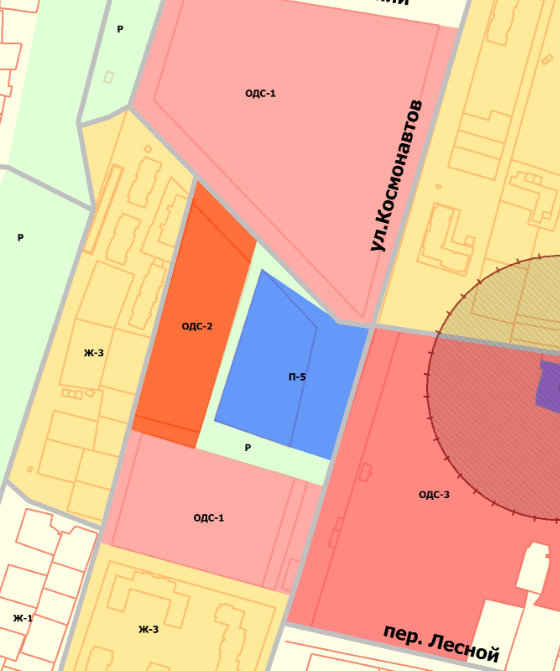 Р
ОДС-1
ул.Космонавтов
Р
ОДС-2
Ж-3
П-5
Р
ОДС-3
ОДС-1
Ж-1
Ж-3
пер. Лесной